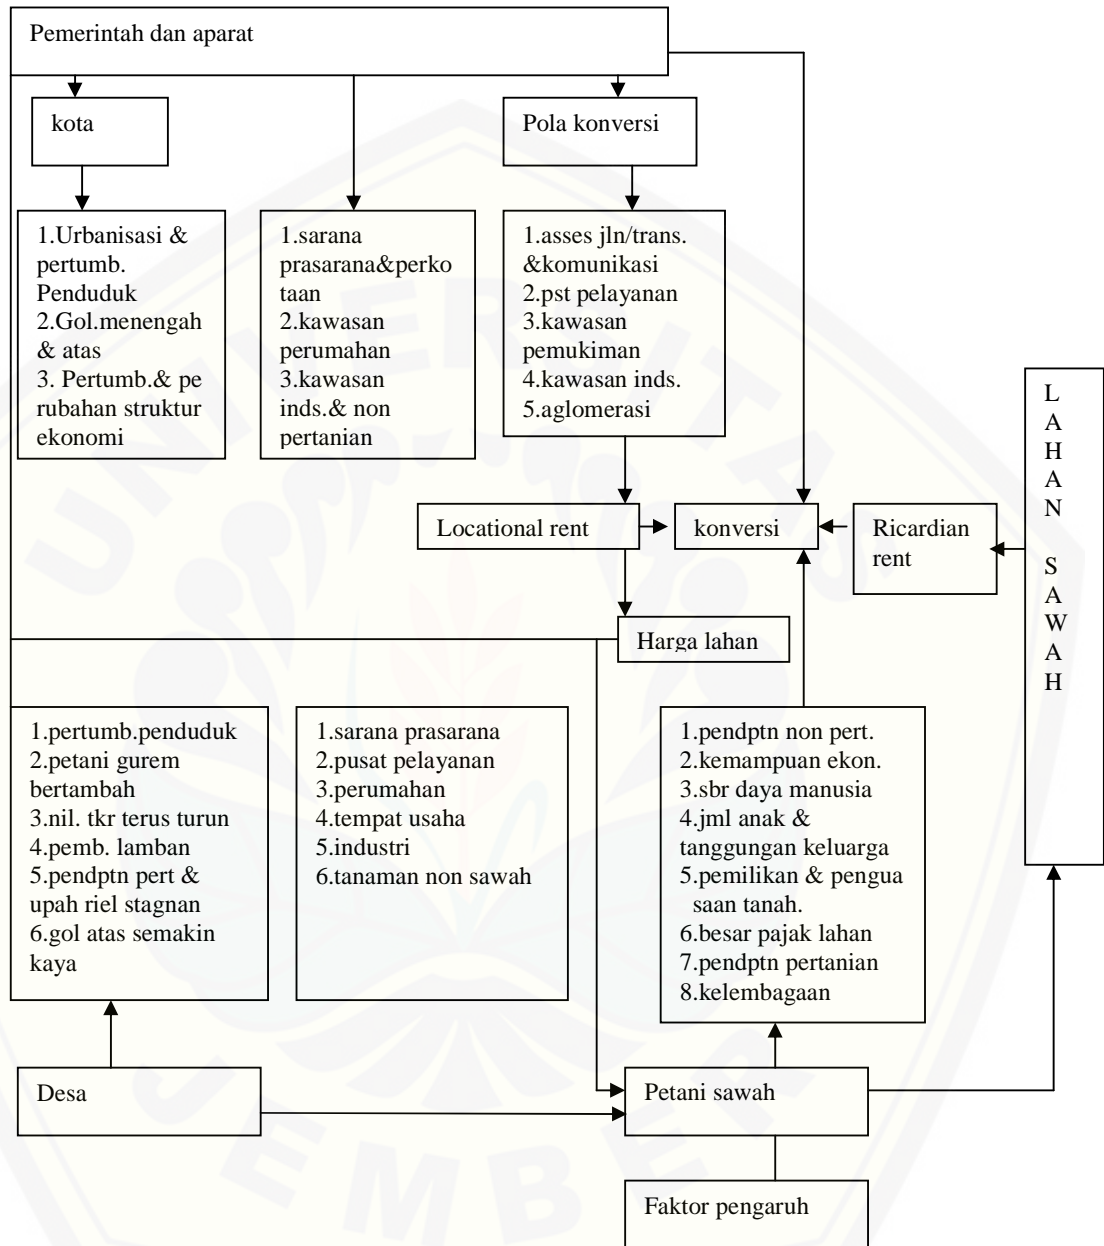 Pemerintah dan aparat
kota
Pola konversi
1.Urbanisasi &
pertumb.
Penduduk
2.Gol.menengah
& atas
3. Pertumb.& pe
rubahan struktur
ekonomi
1.sarana
prasarana&perko
taan
2.kawasan
perumahan
3.kawasan
inds.& non
pertanian
1.asses jln/trans.
&komunikasi
2.pst pelayanan
3.kawasan
pemukiman
4.kawasan inds.
5.aglomerasi
Locational rent
konversi
Ricardian
rent
LAHAN SAWAH
Harga lahan
1.pertumb.penduduk
2.petani gurem
bertambah
3.nil. tkr terus turun
4.pemb. lamban
5.pendptn pert &
upah riel stagnan
6.gol atas semakin
kaya
1.sarana prasarana
2.pusat pelayanan
3.perumahan
4.tempat usaha
5.industri
6.tanaman non sawah
1.pendptn non pert.
2.kemampuan ekon.
3.sbr daya manusia
4.jml anak &
tanggungan keluarga
5.pemilikan & pengua
saan tanah.
6.besar pajak lahan
7.pendptn pertanian
8.kelembagaan
Desa
Petani sawah
Faktor pengaruh
UNIVERSITAS
JEMBER